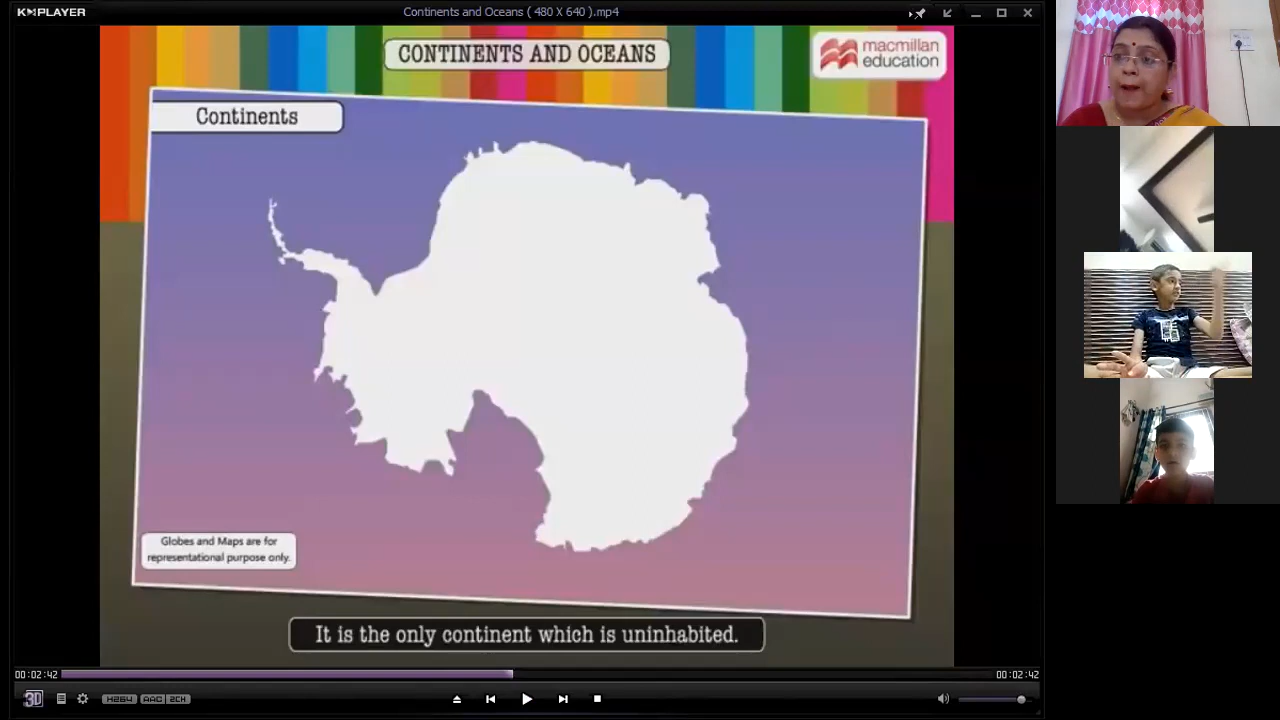 KMPLAYER
Continents and Oceans ( 480 X 640 ).mp4
CONTINENTS AND OCEANS
macmillan
education
Continents
Globes and Maps are for
representational purpose only.
It is the only continent which is uninhabited.
00:02:42
00:02:42
3D
H264 AAC 2CH